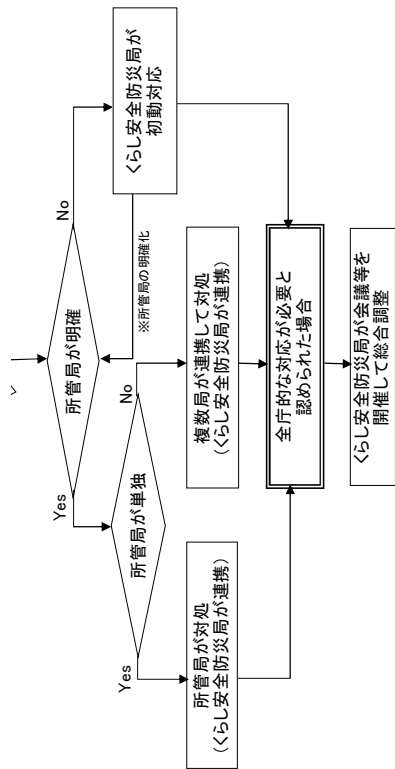 所管局が明確
Yes
No
くらし安全防災局が
初動対応
※所管局の明確化
所管局が単独
Yes
No
所管局が対処
(くらし安全防災局が連携)
複数局が連携して対処
(くらし安全防災局が連携)
全庁的な対応が必要と
認められた場合
くらし安全防災局が会議等を
開催して総合調整